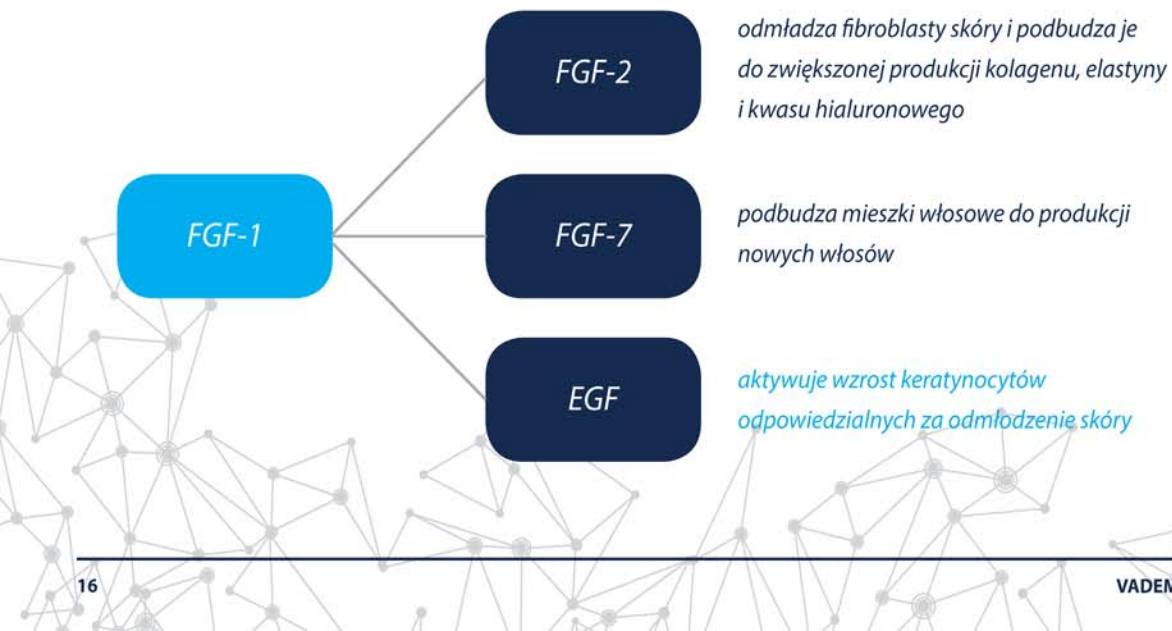 FGF-2
odmładza fibroblasty skóry i podbudza je
do zwiększonej produkcji kolagenu, elastyny
i kwasu hialuronowego
FGF-1
FGF-7
podbudza mieszki włosowe do produkcji
nowych włosów
EGF
aktywuje wzrost keratynocytów
odpowiedzialnych za odmłodzenie skóry
16
VADEM